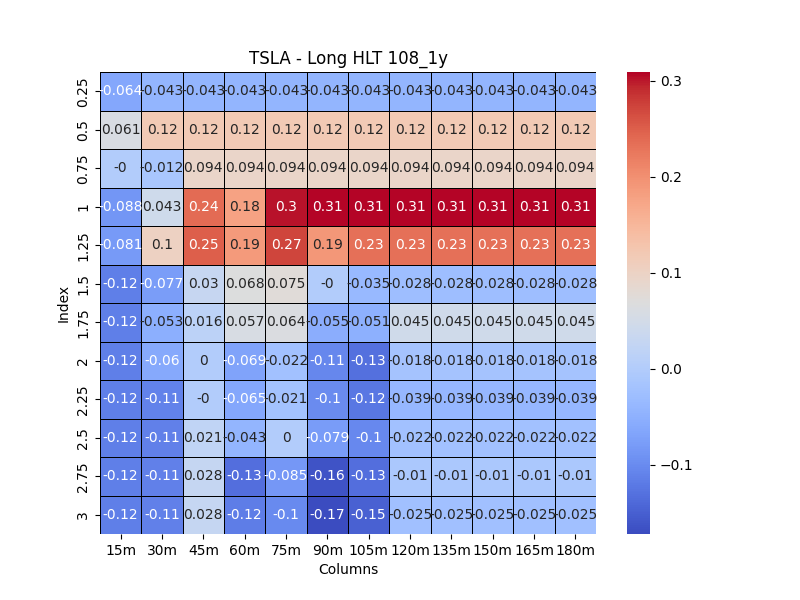 TSLA - Long HLT 108_1y
0.25 -0.064 -0.043 -0.043 -0.043 -0.043 -0.043 -0.043 -0.043 -0.043 -0.043 -0.043 -0.043
0.5 0.061 0.12 0.12 0.12 0.12 0.12 0.12 0.12 0.12 0.12 0.12 0.12
0.75 -0 -0.012 0.094 0.094 0.094 0.094 0.094 0.094 0.094 0.094 0.094 0.094
1 -0.088 0.043 0.24 0.18 0.3 0.31 0.31 0.31 0.31 0.31 0.31 0.31
1.25 -0.081 0.1 0.25 0.19 0.27 0.19 0.23 0.23 0.23 0.23 0.23 0.23
1.5 -0.12 -0.077 0.03 0.068 0.075 -0 -0.035 -0.028 -0.028 -0.028 -0.028 -0.028
1.75 -0.12 -0.053 0.016 0.057 0.064 -0.055 -0.051 0.045 0.045 0.045 0.045 0.045
2 -0.12 -0.06 0 -0.069 -0.022 -0.11 -0.13 -0.018 -0.018 -0.018 -0.018 -0.018
2.25 -0.12 -0.11 -0 -0.065 -0.021 -0.1 -0.12 -0.039 -0.039 -0.039 -0.039 -0.039
2.5 -0.12 -0.11 0.021 -0.043 0 -0.079 -0.1 -0.022 -0.022 -0.022 -0.022 -0.022
2.75 -0.12 -0.11 0.028 -0.13 -0.085 -0.16 -0.13 -0.01 -0.01 -0.01 -0.01 -0.01
3 -0.12 -0.11 0.028 -0.12 -0.1 -0.17 -0.15 -0.025 -0.025 -0.025 -0.025 -0.025
15m 30m 45m 60m 75m 90m 105m 120m 135m 150m 165m 180m
Columns
Index
0.3
0.2
0.1
0.0
−0.1